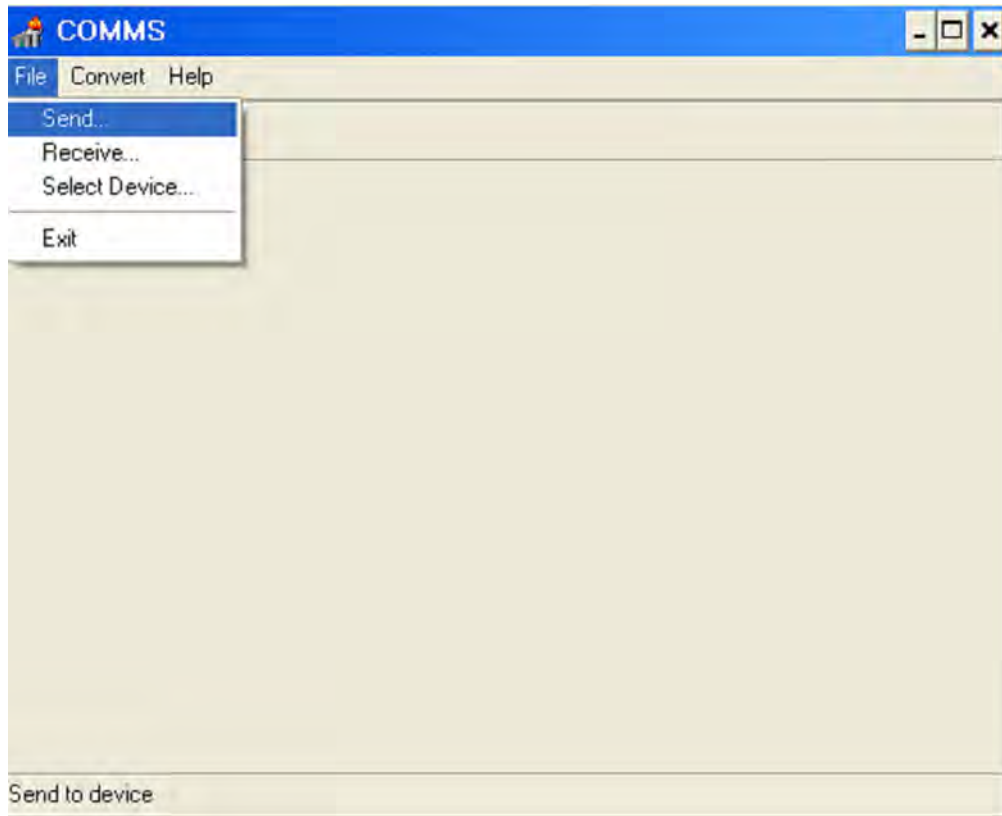 COMMS
File Convert Help
Send...
Receive...
Select Device...
Exit
Send to device